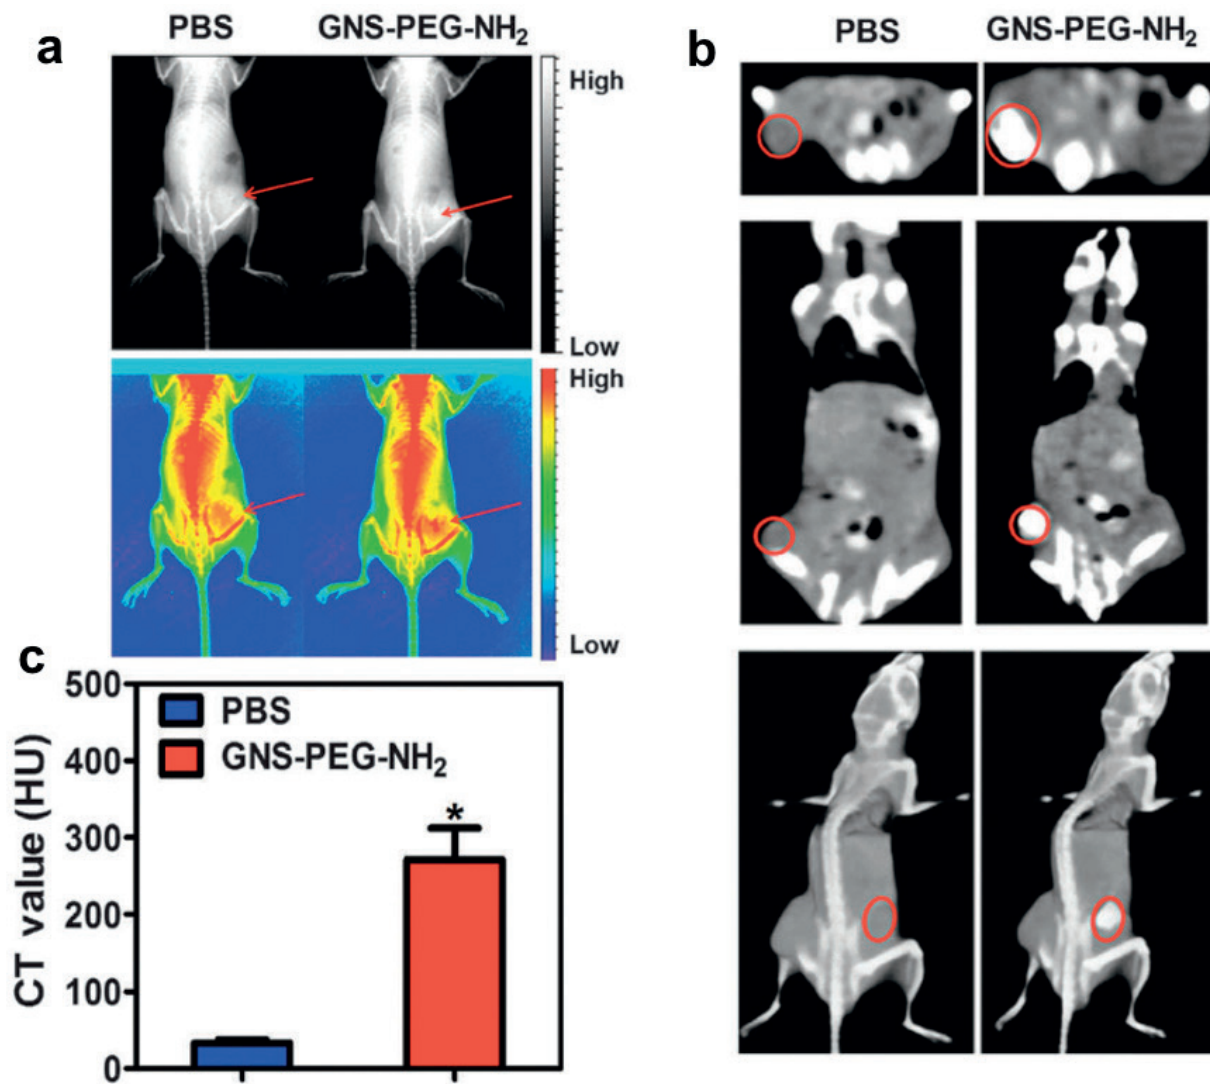 a
PBS GNS-PEG-NH₂
High
Low
High
Low
b
PBS GNS-PEG-NH₂
c
CT value (HU)
500
400
300
200
100
0
PBS
GNS-PEG-NH₂
*